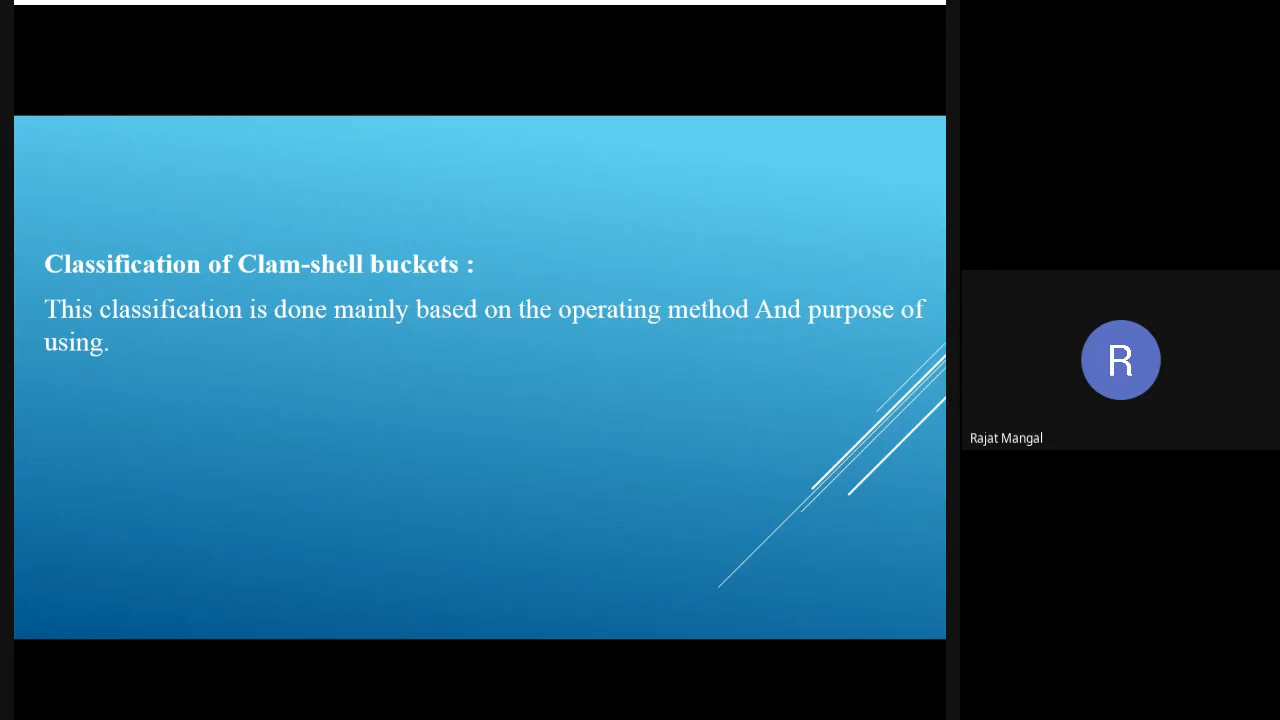 Classification of Clam-shell buckets :
This classification is done mainly based on the operating method And purpose of
using.
R
Rajat Mangal